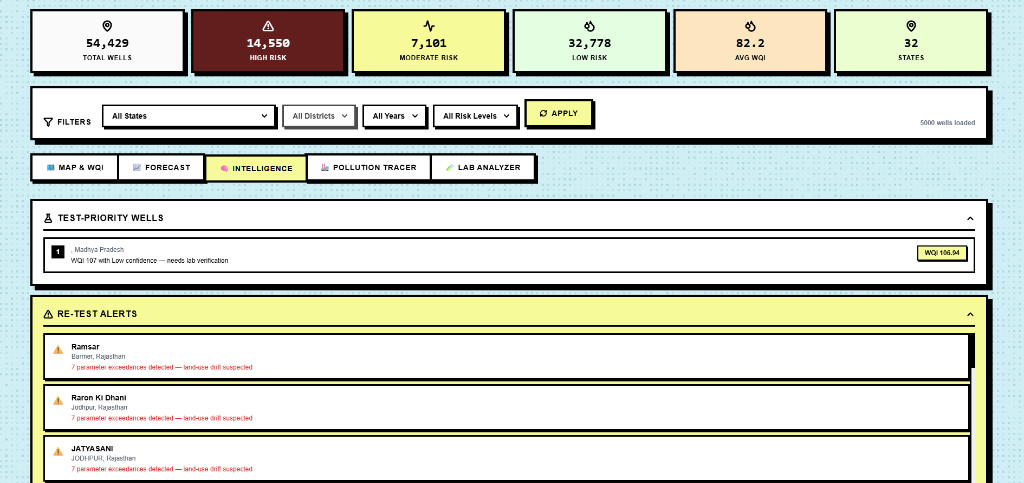 54,429
TOTAL WELLS
14,550
HIGH RISK
7,101
MODERATE RISK
32,778
LOW RISK
82.2
AVG WQI
32
STATES
FILTERS
All States
All Districts
All Years
All Risk Levels
APPLY
5000 wells loaded
MAP & WQI
FORECAST
INTELLIGENCE
POLLUTION TRACER
LAB ANALYZER
TEST-PRIORITY WELLS
1
, Madhya Pradesh
WQI 107 with Low confidence — needs lab verification
WQI 106.94
RE-TEST ALERTS
Ramsar
Barmer, Rajasthan
7 parameter exceedances detected — land-use drift suspected
Raron Ki Dhani
Jodhpur, Rajasthan
7 parameter exceedances detected — land-use drift suspected
JATYASANI
JODHPUR, Rajasthan
7 parameter exceedances detected — land-use drift suspected